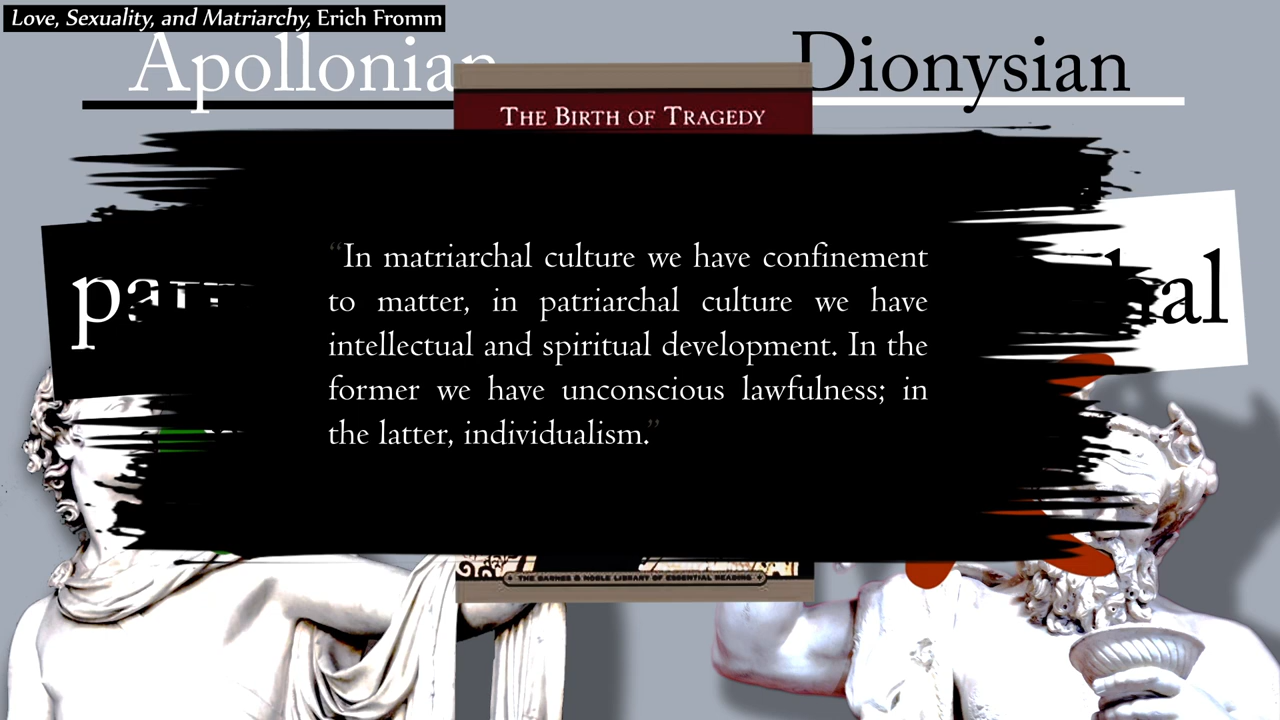 Love, Sexuality, and Matriarchy, Erich Fromm
Apollonian
Dionysian
THE BIRTH OF TRAGEDY
“In matriarchal culture we have confinement
to matter, in patriarchal culture we have
intellectual and spiritual development. In the
former we have unconscious lawfulness; in
the latter, individualism.”
THE BARNES & NOBLE LIBRARY OF ESSENTIAL READING